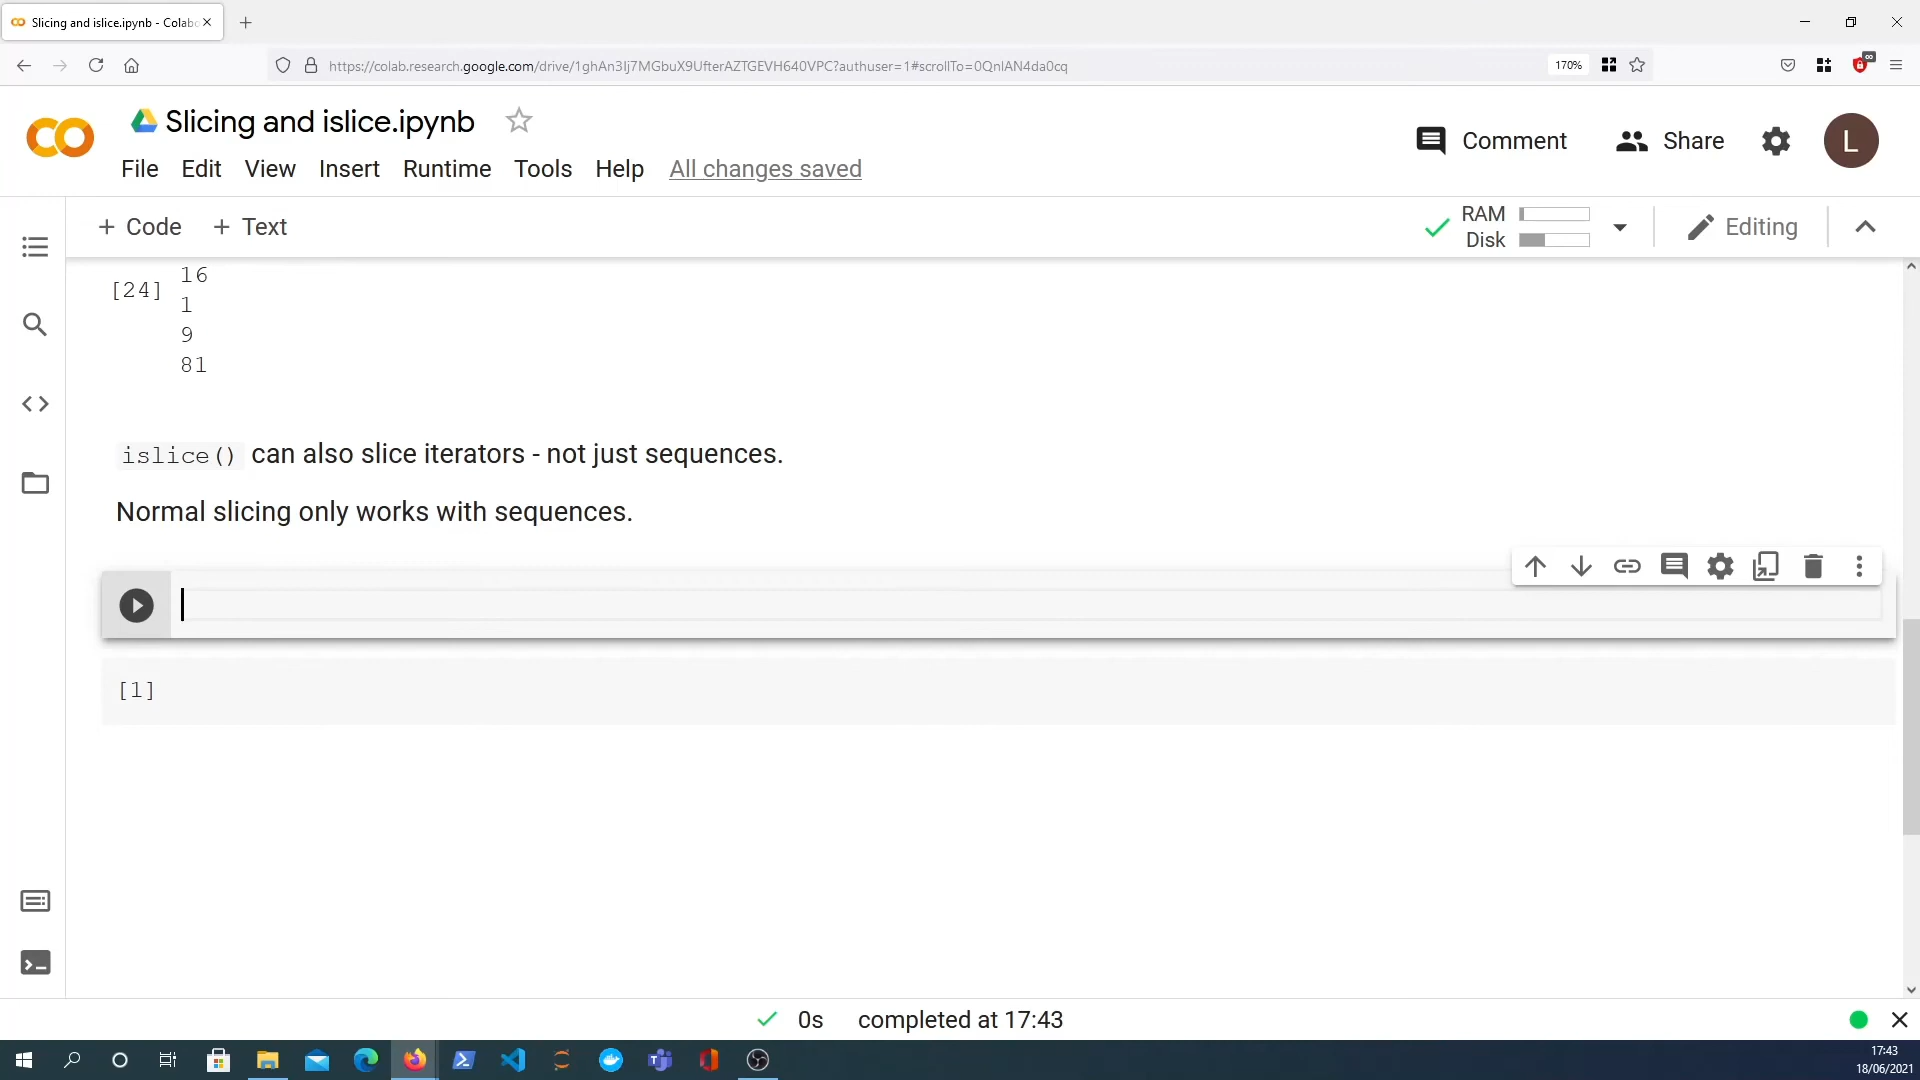 Slicing and islice.ipynb - Colab
https://colab.research.google.com/drive/1ghAn3Ij7MGbuX9UfterAZTGEVH640VPC?authuser=1#scrollTo=0QnIAN4da0cq
170%
Slicing and islice.ipynb
Comment
Share
L
File Edit View Insert Runtime Tools Help All changes saved
+ Code + Text
RAM
Disk
Editing
[24]
16
1
9
81
islice() can also slice iterators - not just sequences.
Normal slicing only works with sequences.
[1]
0s completed at 17:43
17:43
18/06/2021